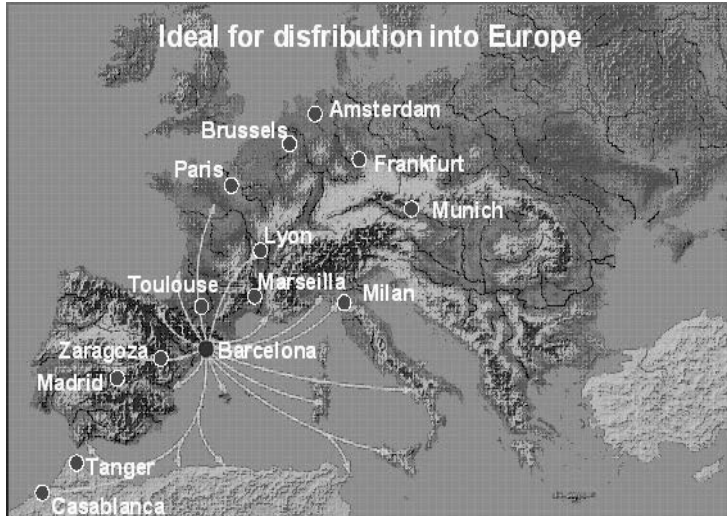 Ideal for disfribution into Europe
Amsterdam
Brussels
Frankfurt
Paris
Munich
Lyon
Toulouse
Marseilla
Milan
Zaragoza
Barcelona
Madrid
Tanger
Casablanca